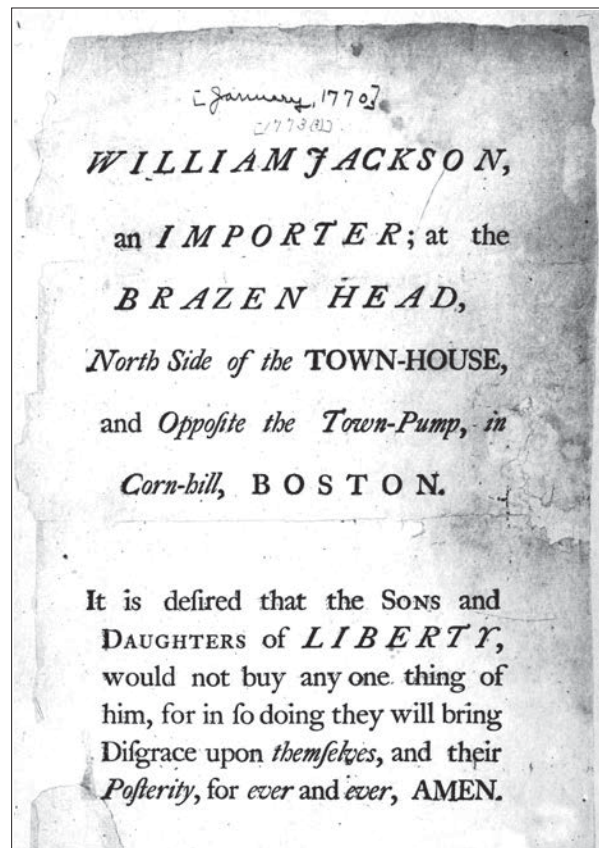 [January, 1770]
[1773(?)]
WILLIAM JACKSON,
an IMPORTER; at the
BRAZEN HEAD,
North Side of the TOWN-HOUSE,
and Oppoſite the Town-Pump, in
Corn-hill, BOSTON.
It is deſired that the SONS and
DAUGHTERS of LIBERTY,
would not buy any one thing of
him, for in ſo doing they will bring
Diſgrace upon themſelves, and their
Poſterity, for ever and ever, AMEN.